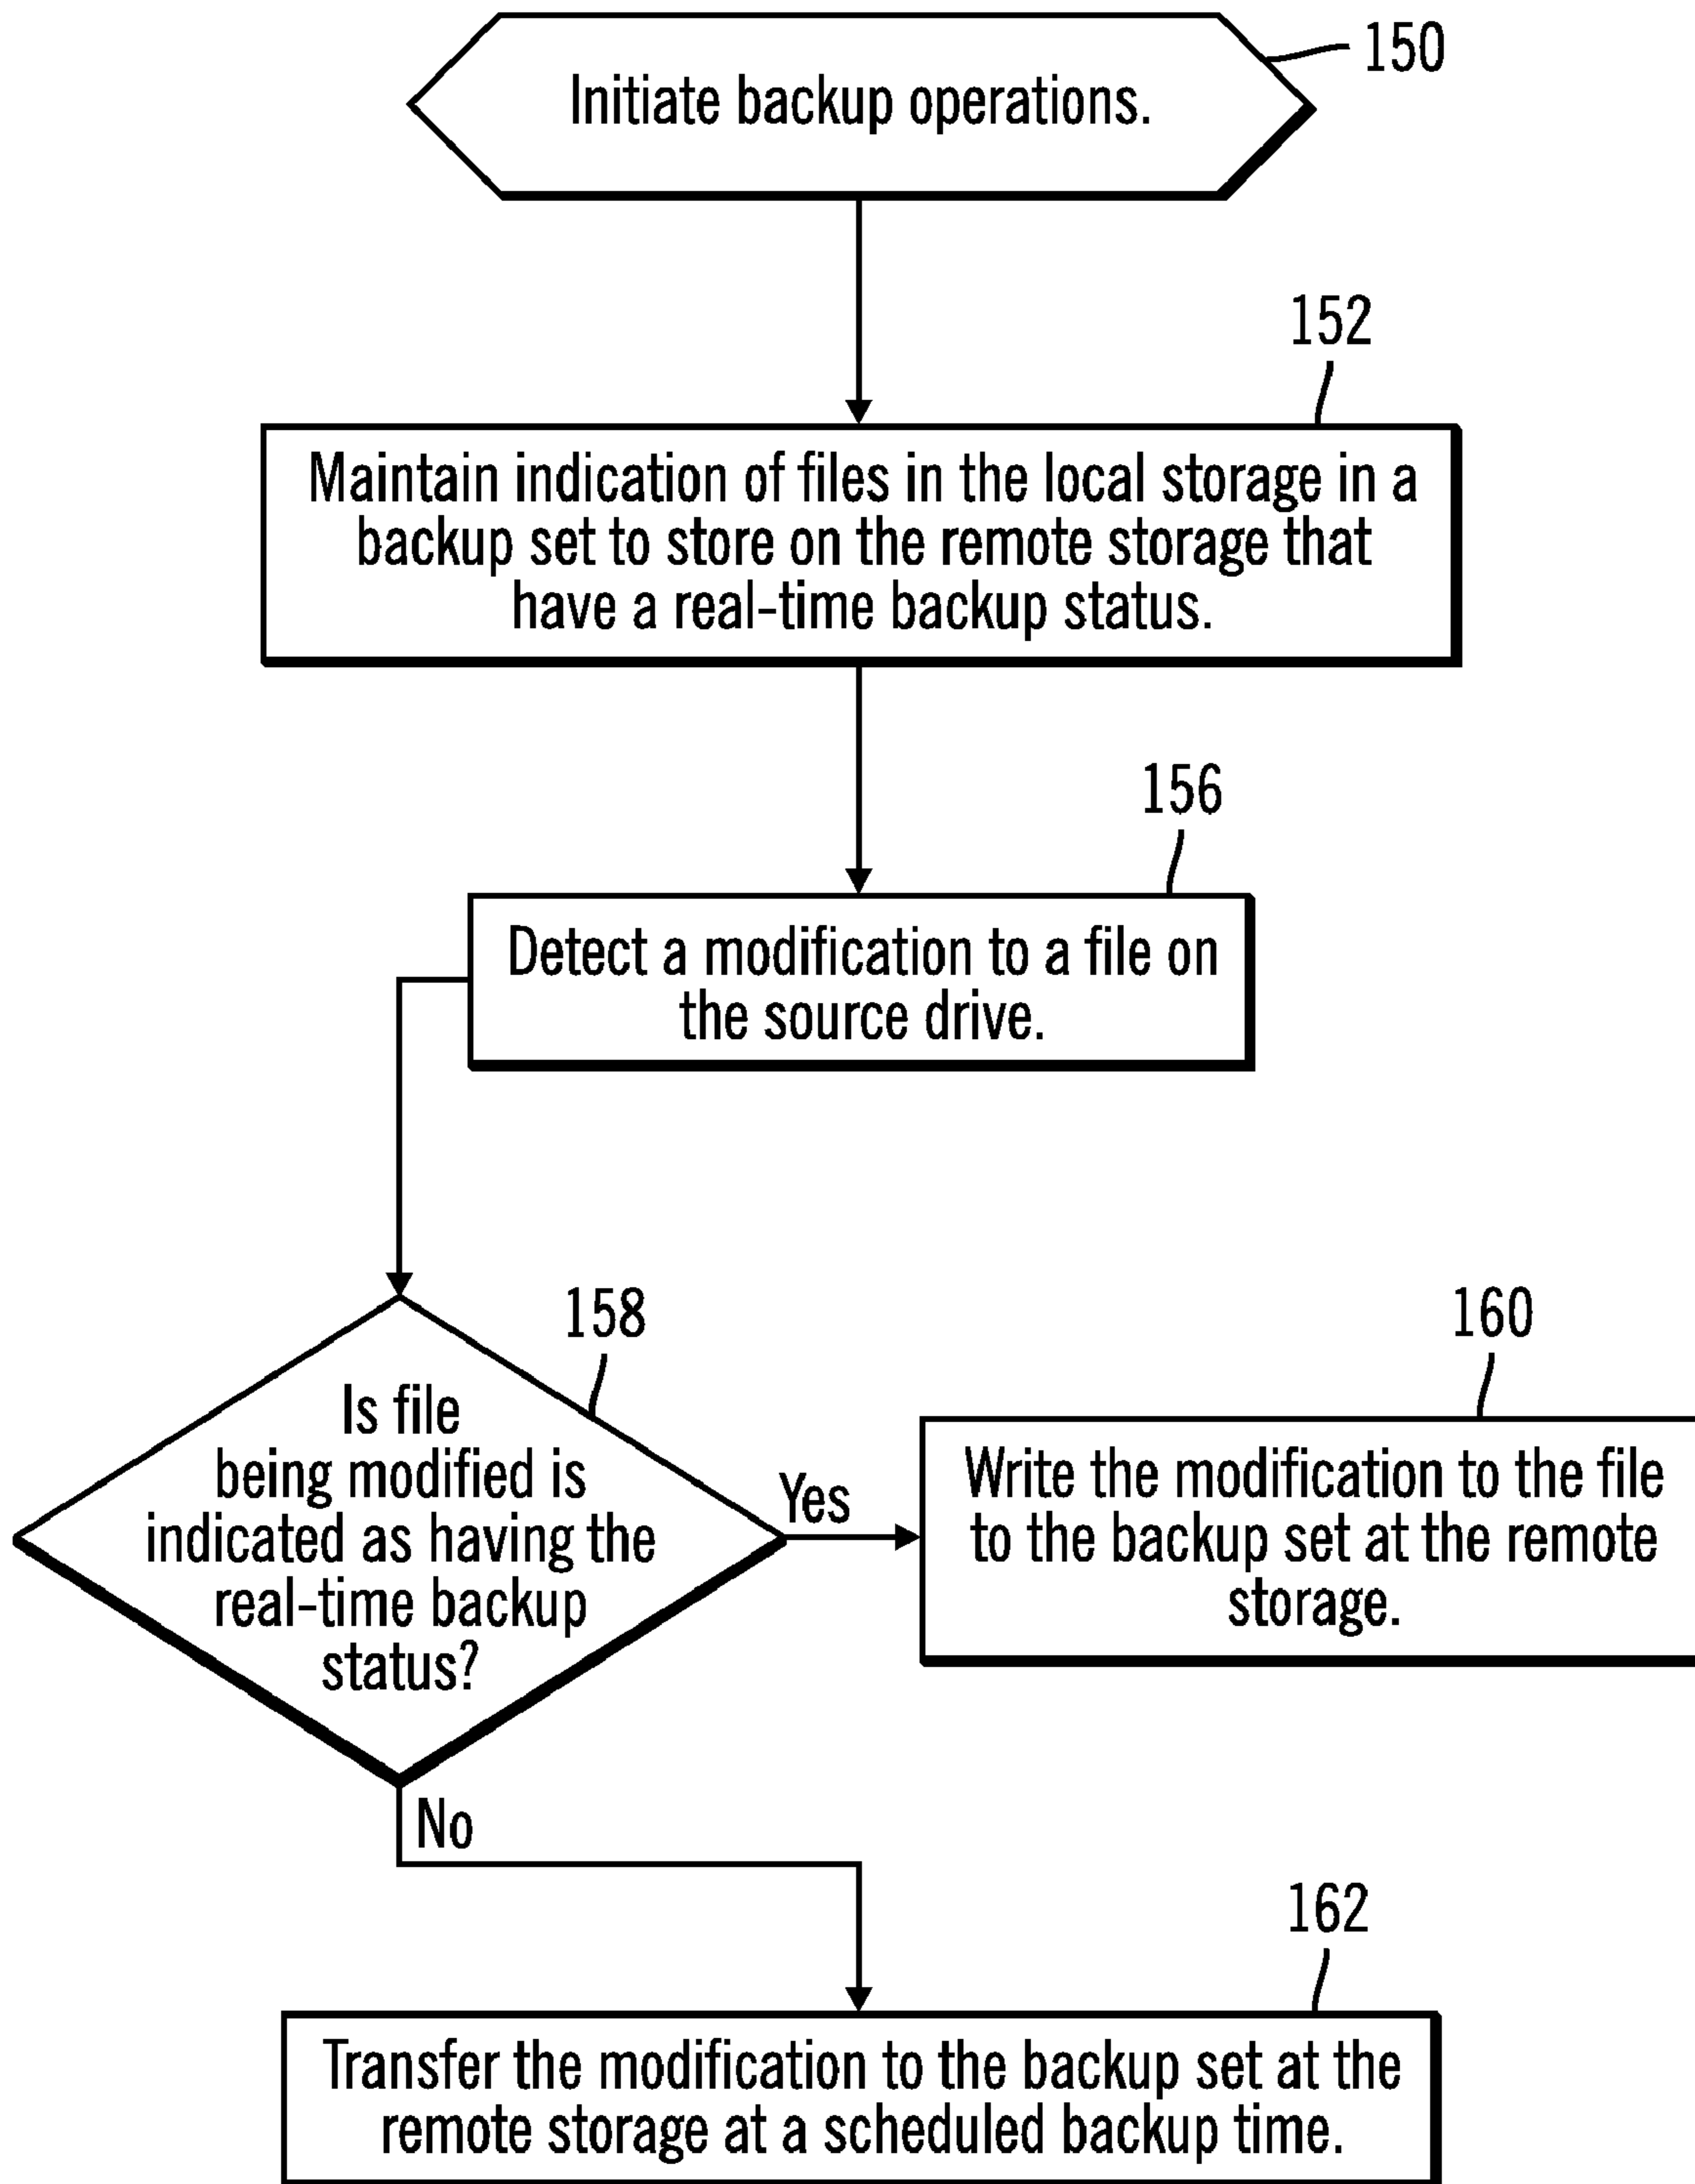 150
Initiate backup operations.
152
Maintain indication of files in the local storage in a
backup set to store on the remote storage that
have a real-time backup status.
156
Detect a modification to a file on
the source drive.
158
Is file
being modified is
indicated as having the
real-time backup
status?
Yes
160
Write the modification to the file
to the backup set at the remote
storage.
No
162
Transfer the modification to the backup set at the
remote storage at a scheduled backup time.